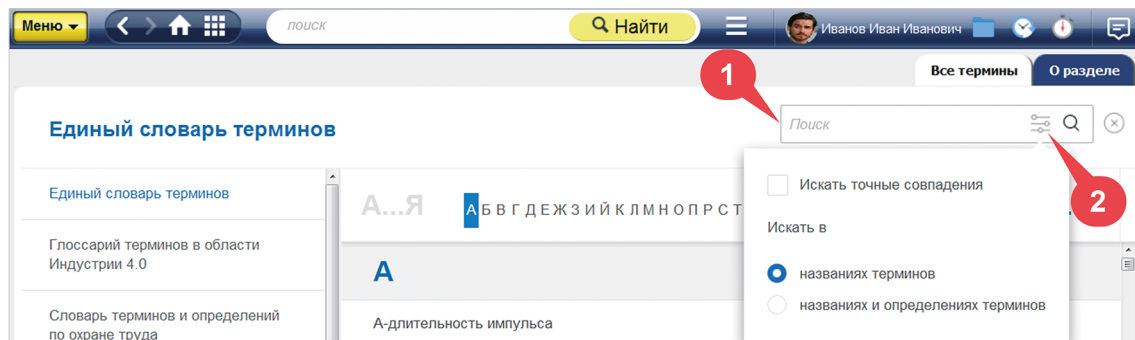 Меню
поиск
Найти
Иванов Иван Иванович
Все термины
О разделе
1
Единый словарь терминов
Поиск
2
Единый словарь терминов
Глоссарий терминов в области
Индустрии 4.0
Словарь терминов и определений
по охране труда
А...Я
А Б В Г Д Е Ж З И Й К Л М Н О П Р С Т
А
А-длительность импульса
Искать точные совпадения
Искать в
названиях терминов
названиях и определениях терминов